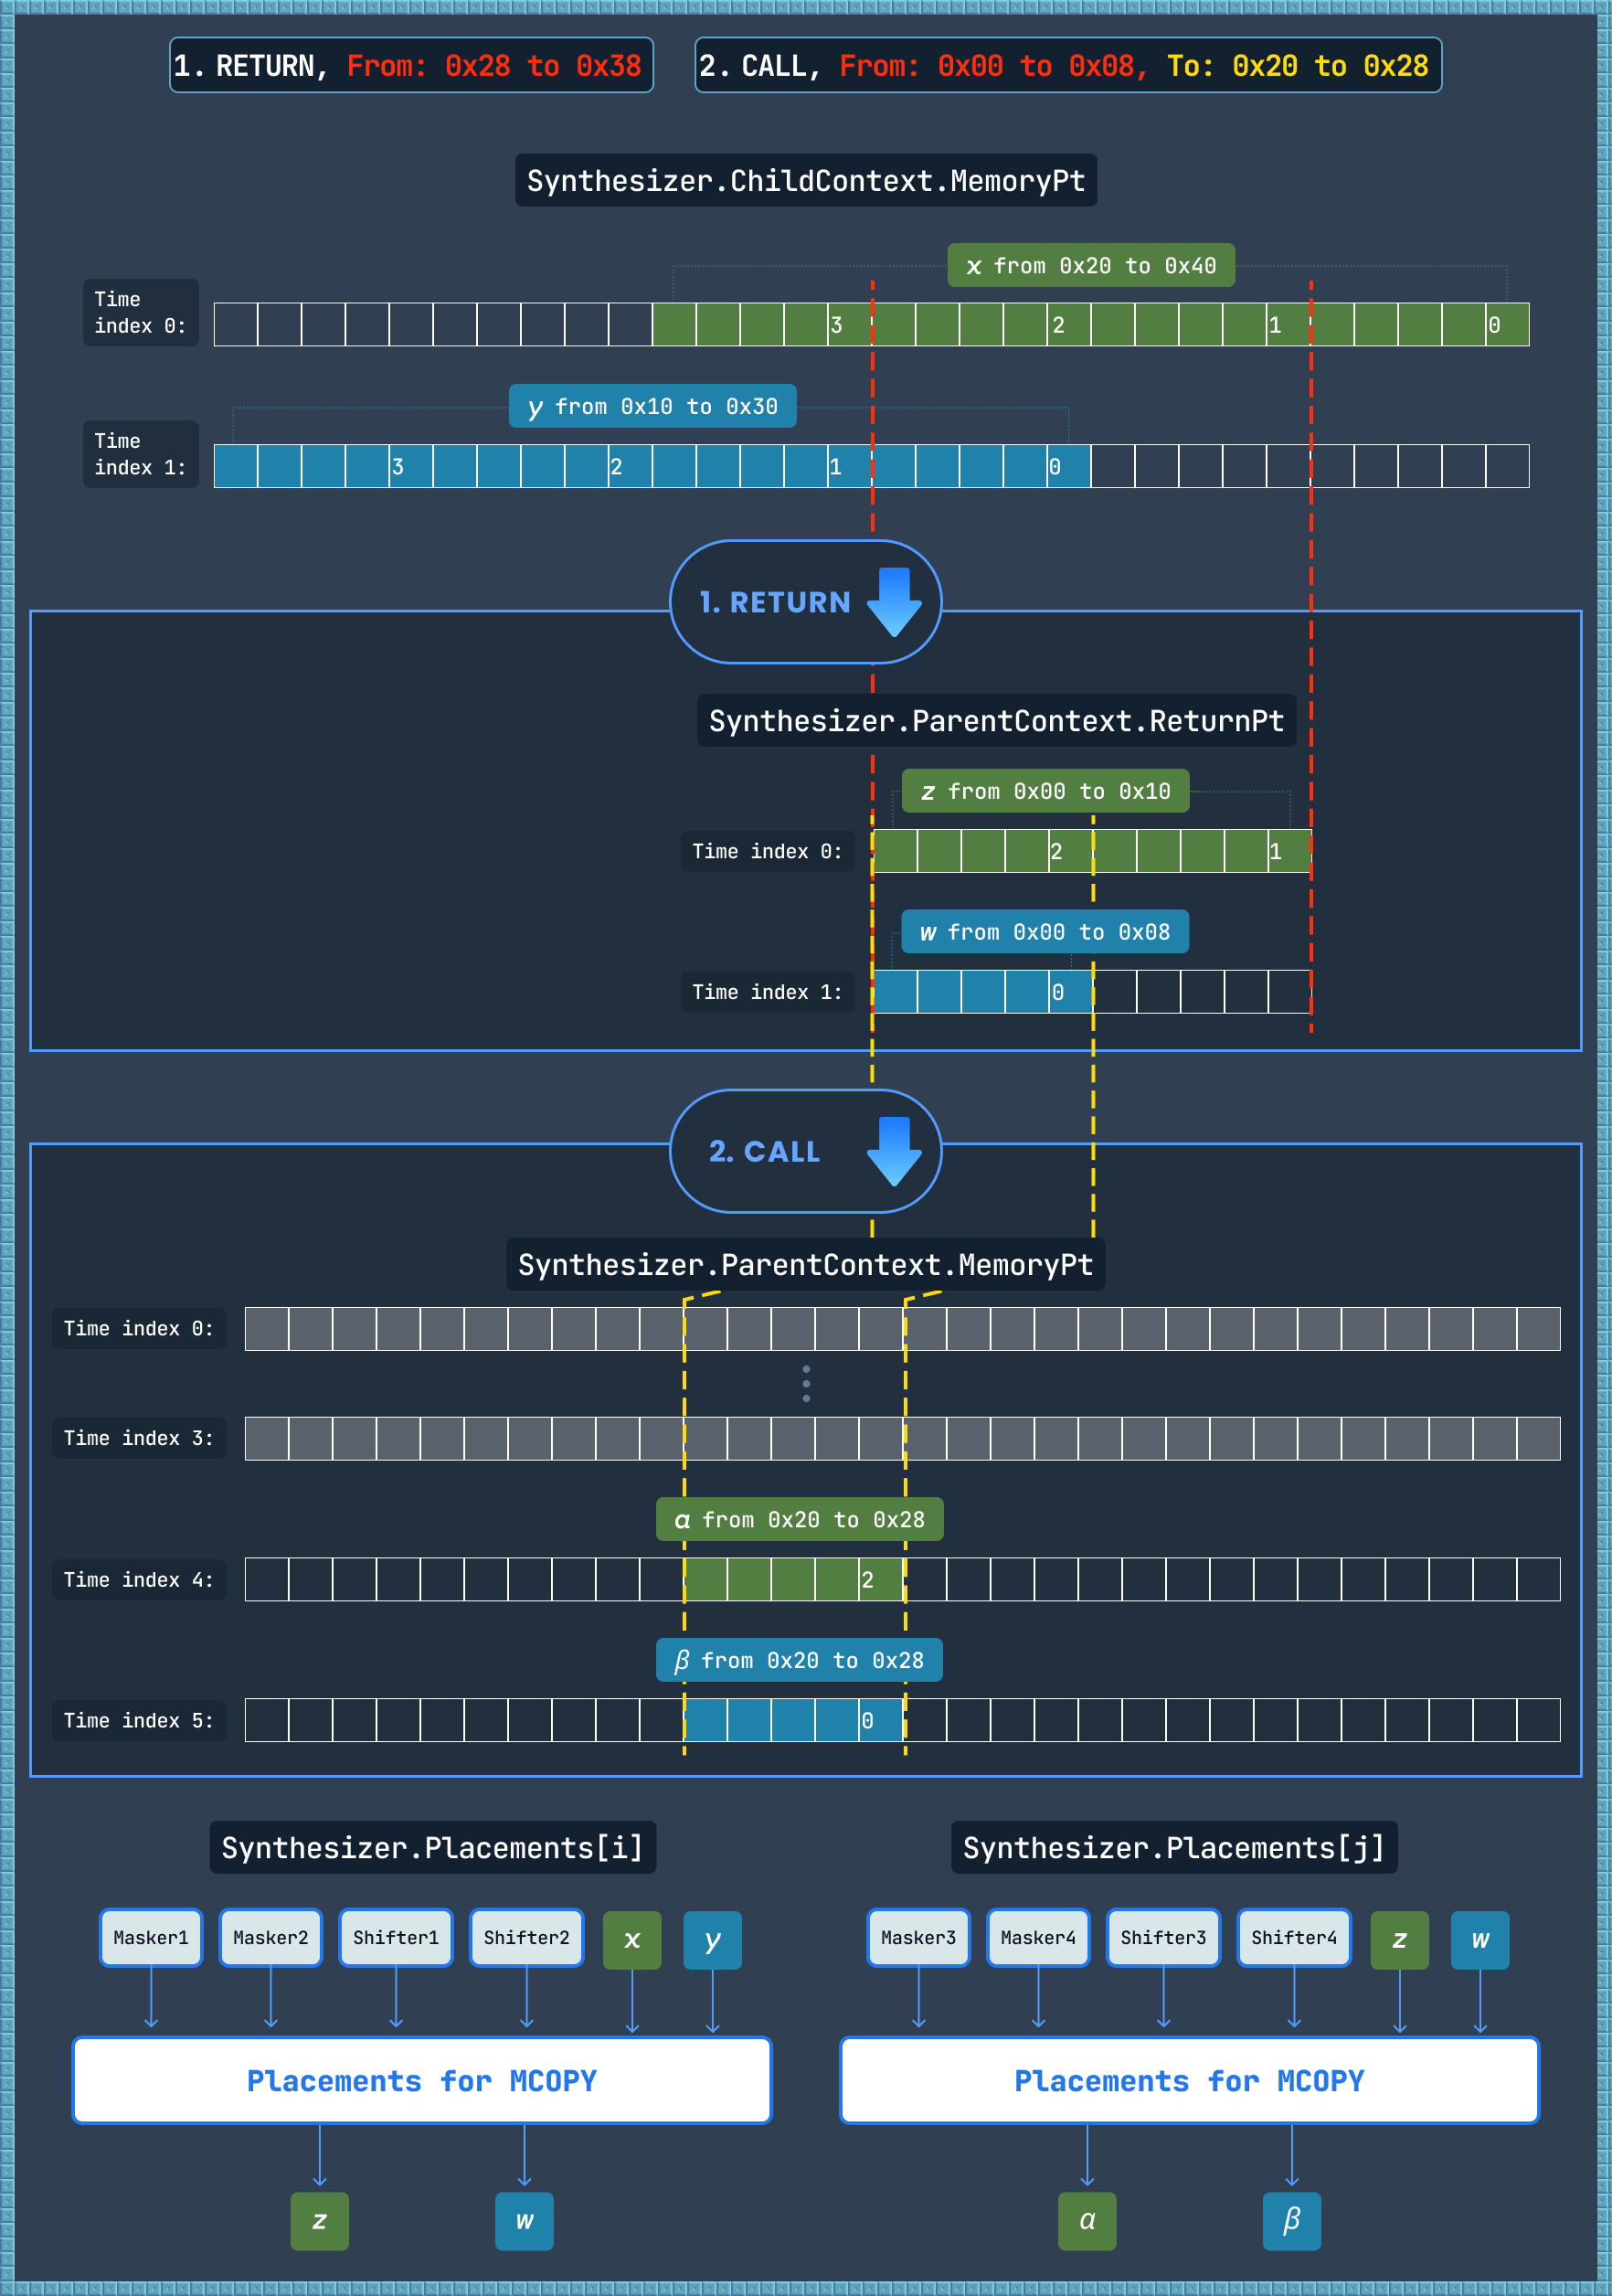 1. RETURN, From: 0x28 to 0x38
2. CALL, From: 0x00 to 0x08, To: 0x20 to 0x28
Synthesizer.ChildContext.MemoryPt
x from 0x20 to 0x40
Time
index 0:
3 2 1 0
y from 0x10 to 0x30
Time
index 1:
3 2 1 0
1. RETURN
Synthesizer.ParentContext.ReturnPt
z from 0x00 to 0x10
Time index 0:
2 1
w from 0x00 to 0x08
Time index 1:
0
2. CALL
Synthesizer.ParentContext.MemoryPt
Time index 0:
Time index 3:
α from 0x20 to 0x28
Time index 4:
2
β from 0x20 to 0x28
Time index 5:
0
Synthesizer.Placements[i]
Masker1 Masker2 Shifter1 Shifter2 x y
Placements for MCOPY
z w
Synthesizer.Placements[j]
Masker3 Masker4 Shifter3 Shifter4 z w
Placements for MCOPY
α β